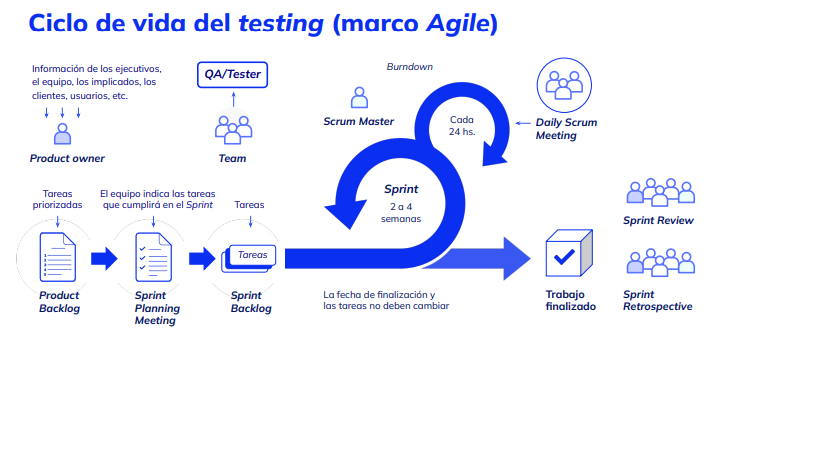 Ciclo de vida del testing (marco Agile)
Información de los ejecutivos,
el equipo, los implicados, los
clientes, usuarios, etc.
Product owner
QA/Tester
Team
Burndown
Scrum Master
Cada
24 hs.
Daily Scrum
Meeting
Sprint
2 a 4
semanas
Tareas
priorizadas
El equipo indica las tareas
que cumplirá en el Sprint
Tareas
Tareas
Product
Backlog
Sprint
Planning
Meeting
Sprint
Backlog
La fecha de finalización y
las tareas no deben cambiar
Trabajo
finalizado
Sprint Review
Sprint
Retrospective